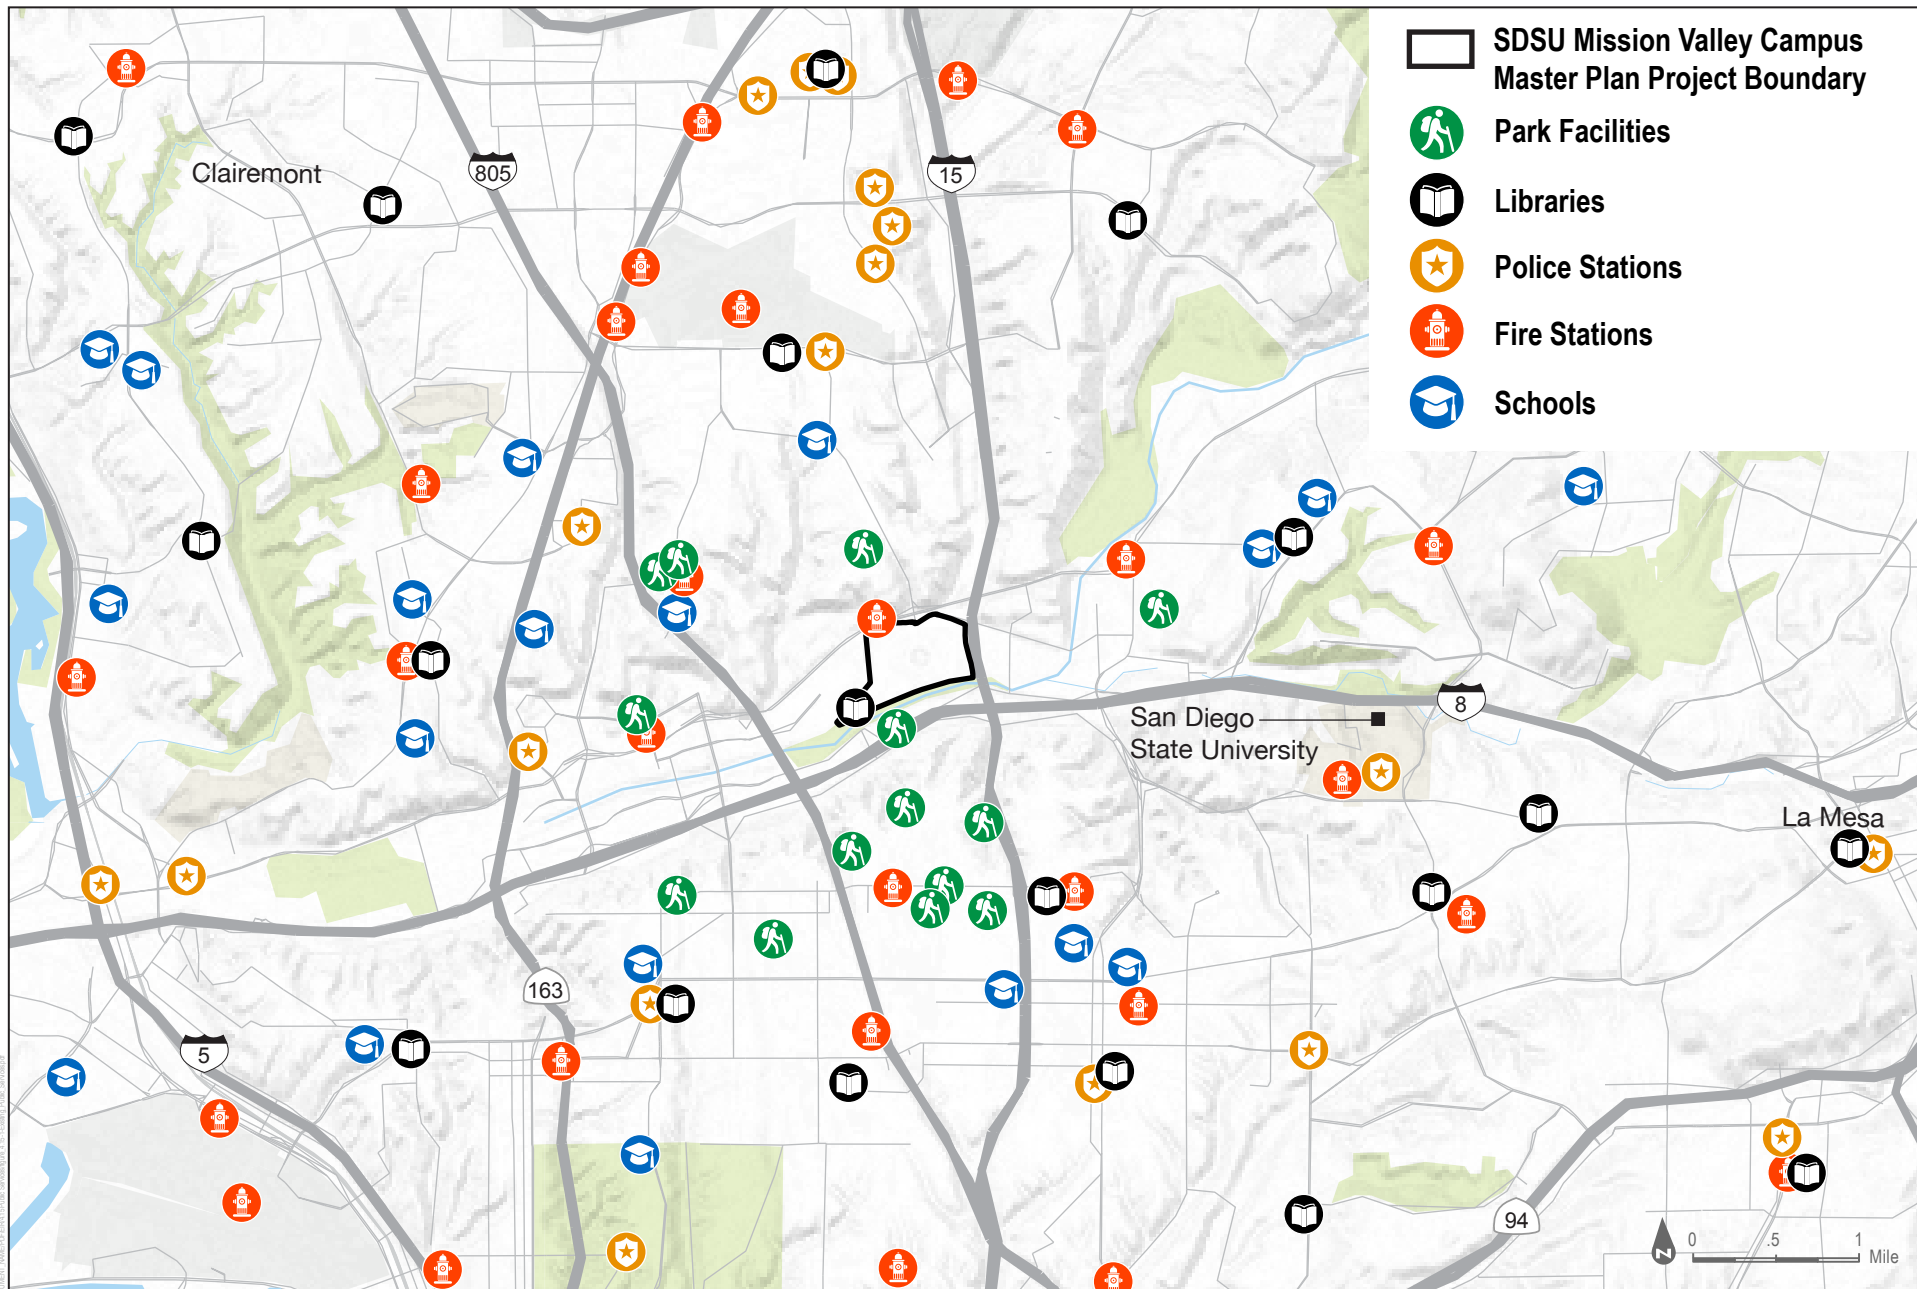 SDSU Mission Valley Campus
Master Plan Project Boundary
Park Facilities
Libraries
Police Stations
Fire Stations
Schools
Clairemont
805
15
8
San Diego
State University
La Mesa
163
5
94
N
0 .5 1
Mile